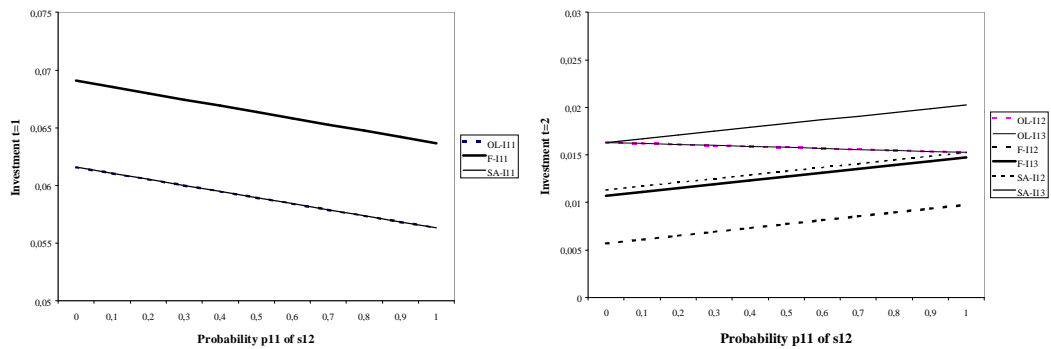 0,075
0,07
0,065
0,06
0,055
0,05
Investment t=1
0 0,1 0,2 0,3 0,4 0,5 0,6 0,7 0,8 0,9 1
Probability p11 of s12
OL-I11
F-I11
SA-I11
0,03
0,025
0,02
0,015
0,01
0,005
0
Investment t=2
0 0,1 0,2 0,3 0,4 0,5 0,6 0,7 0,8 0,9 1
Probability p11 of s12
OL-I12
OL-I13
F-I12
F-I13
SA-I12
SA-I13